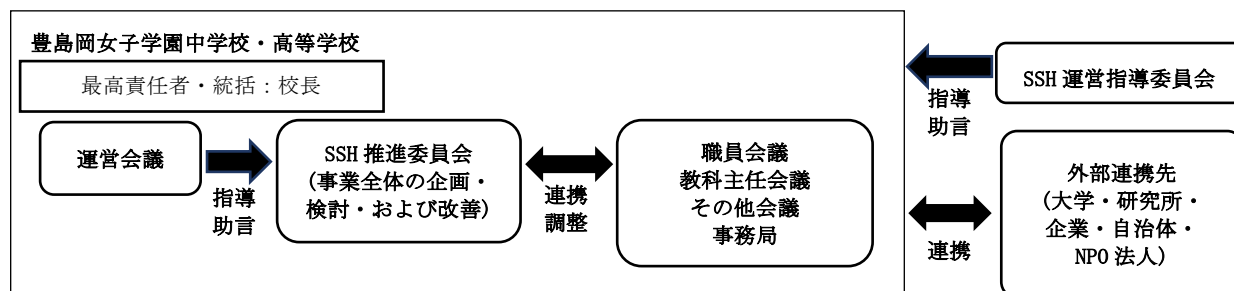 豊島岡女子学園中学校・高等学校
最高責任者・統括：校長
運営会議
指導
助言
SSH 推進委員会
(事業全体の企画・
検討・および改善)
連携
調整
職員会議
教科主任会議
その他会議
事務局
指導
助言
SSH 運営指導委員会
連携
外部連携先
(大学・研究所・
企業・自治体・
NPO 法人)